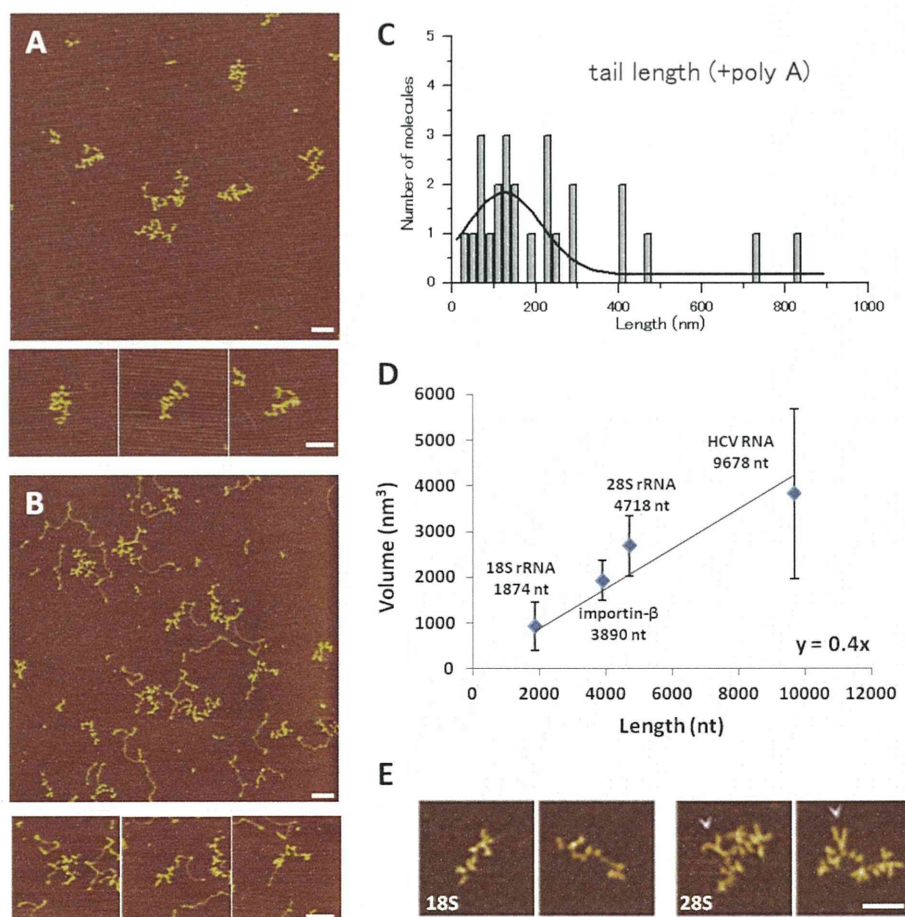 A
B
C
5
4
3
2
1
0
Number of molecules
tail length (+poly A)
0
200
400
600
800
1000
Length (nm)
D
6000
5000
4000
3000
2000
1000
0
Volume (nm³)
18S rRNA
1874 nt
importin-β
3890 nt
28S rRNA
4718 nt
HCV RNA
9678 nt
y = 0.4x
0
2000
4000
6000
8000
10000
12000
Length (nt)
E
18S
28S